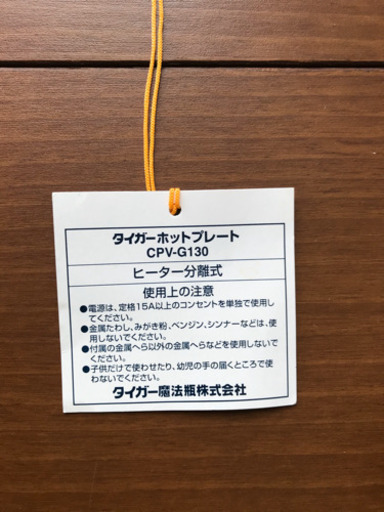 タイガーホットプレート
CPV-G130
ヒーター分離式
使用上の注意
●電源は、定格15A以上のコンセントを単独で使用し
てください。
●金属たわし、みがき粉、ベンジン、シンナーなどは、使
用しないでください。
●付属の金属へら以外の金属へらなどを使用しないで
ください。
●子供だけで使わせたり、幼児の手の届くところで使
わないでください。
タイガー魔法瓶株式会社